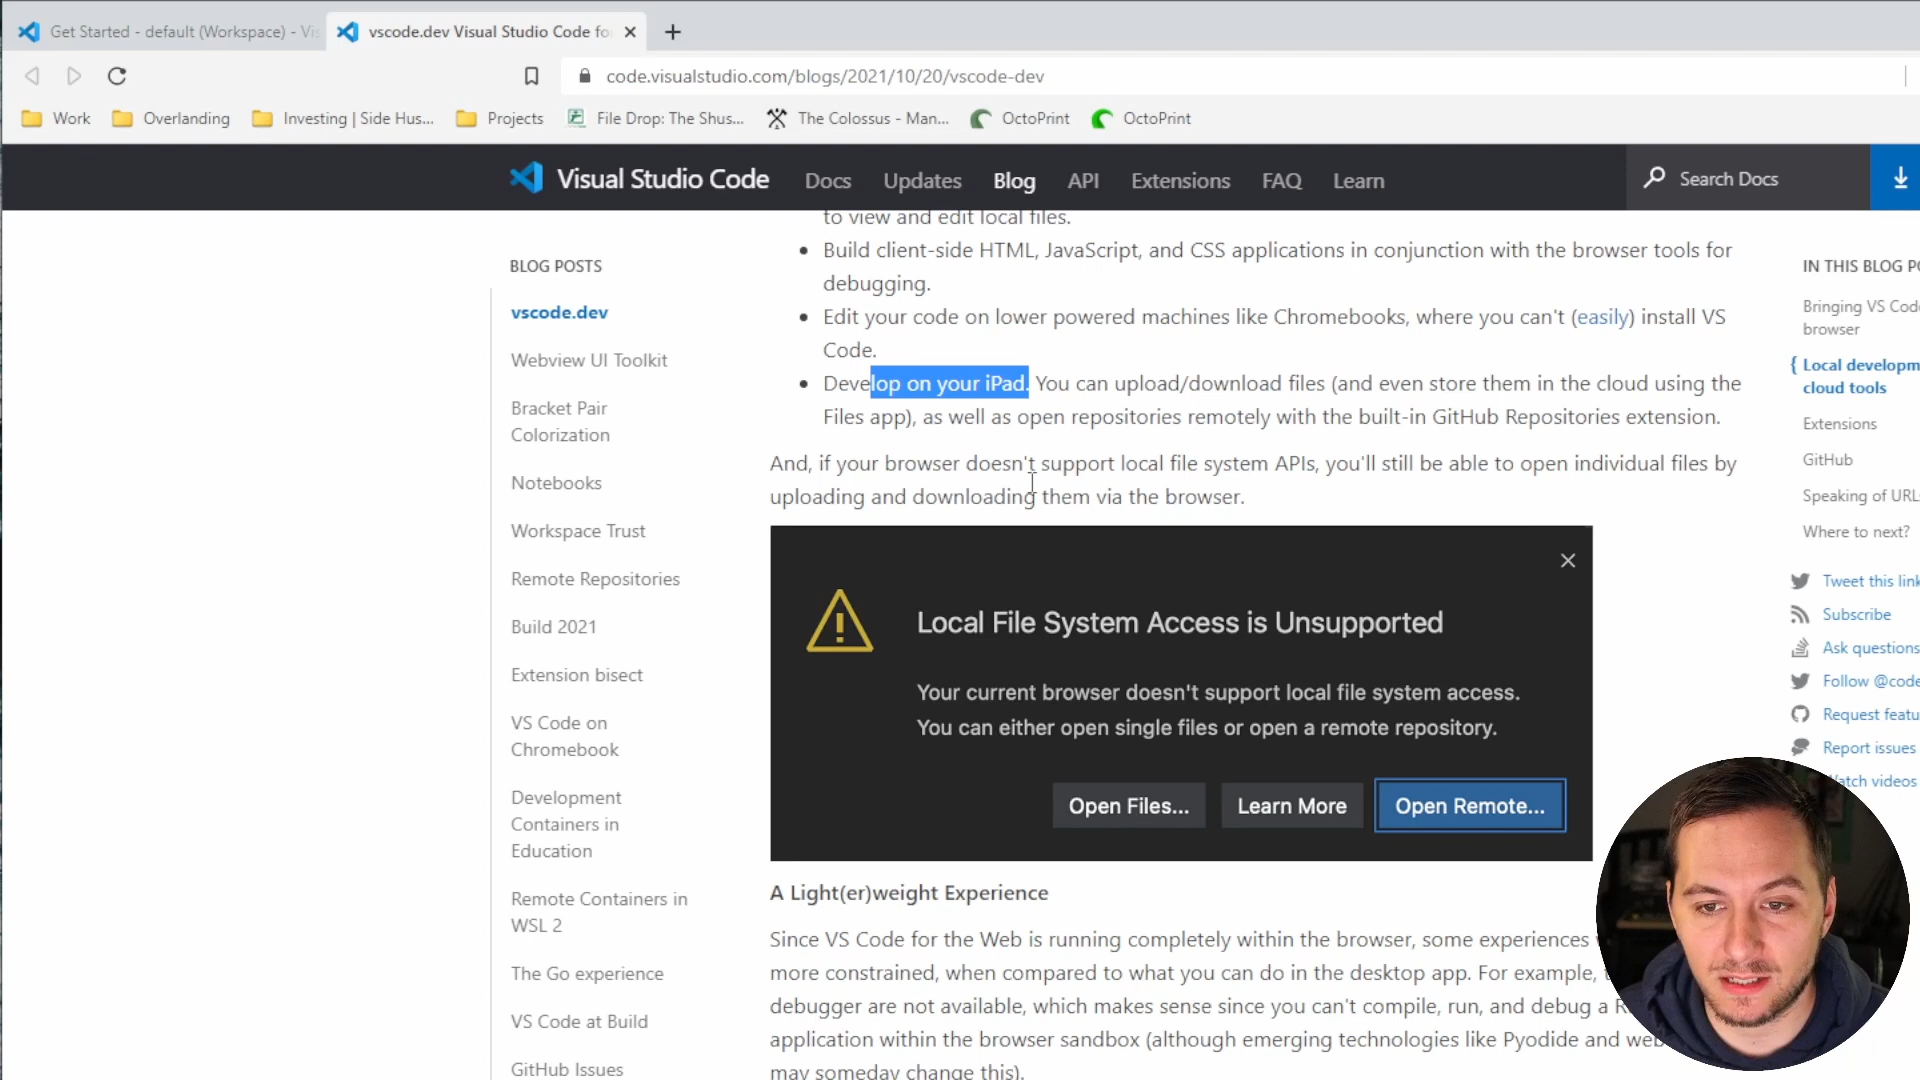 Get Started - default (Workspace) - Vis
vscode.dev Visual Studio Code fo
code.visualstudio.com/blogs/2021/10/20/vscode-dev
Work
Overlanding
Investing | Side Hus...
Projects
File Drop: The Shus...
The Colossus - Man...
OctoPrint
OctoPrint
Visual Studio Code
Docs
Updates
Blog
API
Extensions
FAQ
Learn
Search Docs
BLOG POSTS
vscode.dev
Webview UI Toolkit
Bracket Pair
Colorization
Notebooks
Workspace Trust
Remote Repositories
Build 2021
Extension bisect
VS Code on
Chromebook
Development
Containers in
Education
Remote Containers in
WSL 2
The Go experience
VS Code at Build
GitHub Issues
to view and edit local files.
• Build client-side HTML, JavaScript, and CSS applications in conjunction with the browser tools for
debugging.
• Edit your code on lower powered machines like Chromebooks, where you can't (easily) install VS
Code.
• Develop on your iPad. You can upload/download files (and even store them in the cloud using the
Files app), as well as open repositories remotely with the built-in GitHub Repositories extension.
And, if your browser doesn't support local file system APIs, you'll still be able to open individual files by
uploading and downloading them via the browser.
Local File System Access is Unsupported
Your current browser doesn't support local file system access.
You can either open single files or open a remote repository.
Open Files...
Learn More
Open Remote...
A Light(er)weight Experience
Since VS Code for the Web is running completely within the browser, some experiences
more constrained, when compared to what you can do in the desktop app. For example,
debugger are not available, which makes sense since you can't compile, run, and debug a
application within the browser sandbox (although emerging technologies like Pyodide and web
may someday change this).
IN THIS BLOG PO
Bringing VS Code
browser
Local developm
cloud tools
Extensions
GitHub
Speaking of URLs
Where to next?
Tweet this link
Subscribe
Ask questions
Follow @code
Request featu
Report issues
Watch videos